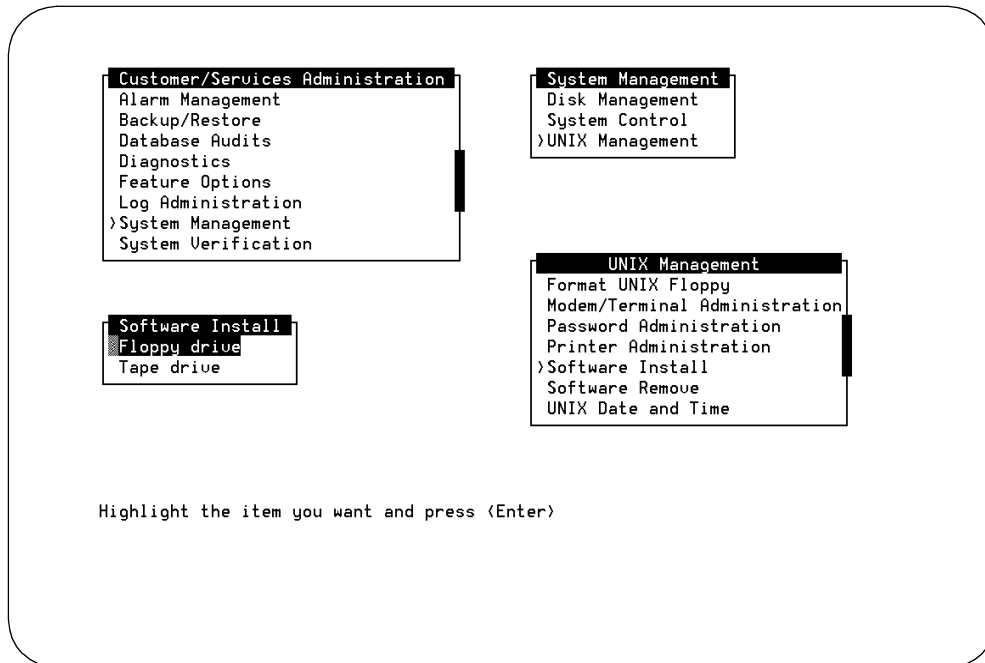 Customer/Services Administration
Alarm Management
Backup/Restore
Database Audits
Diagnostics
Feature Options
Log Administration
>System Management
System Verification
System Management
Disk Management
System Control
>UNIX Management
UNIX Management
Format UNIX Floppy
Modem/Terminal Administration
Password Administration
Printer Administration
>Software Install
Software Remove
UNIX Date and Time
Software Install
Floppy drive
Tape drive
Highlight the item you want and press <Enter>